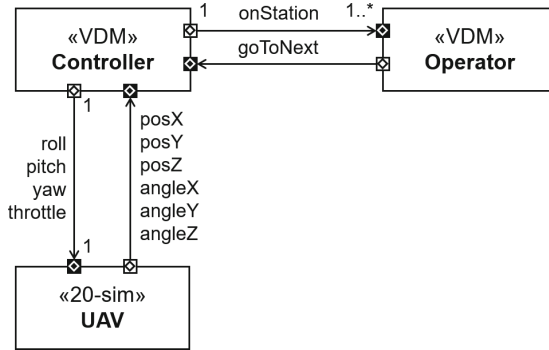 1 onStation 1..*
«VDM»
Controller
goToNext
«VDM»
Operator
1
roll
pitch
yaw
throttle
posX
posY
posZ
angleX
angleY
angleZ
1
«20-sim»
UAV